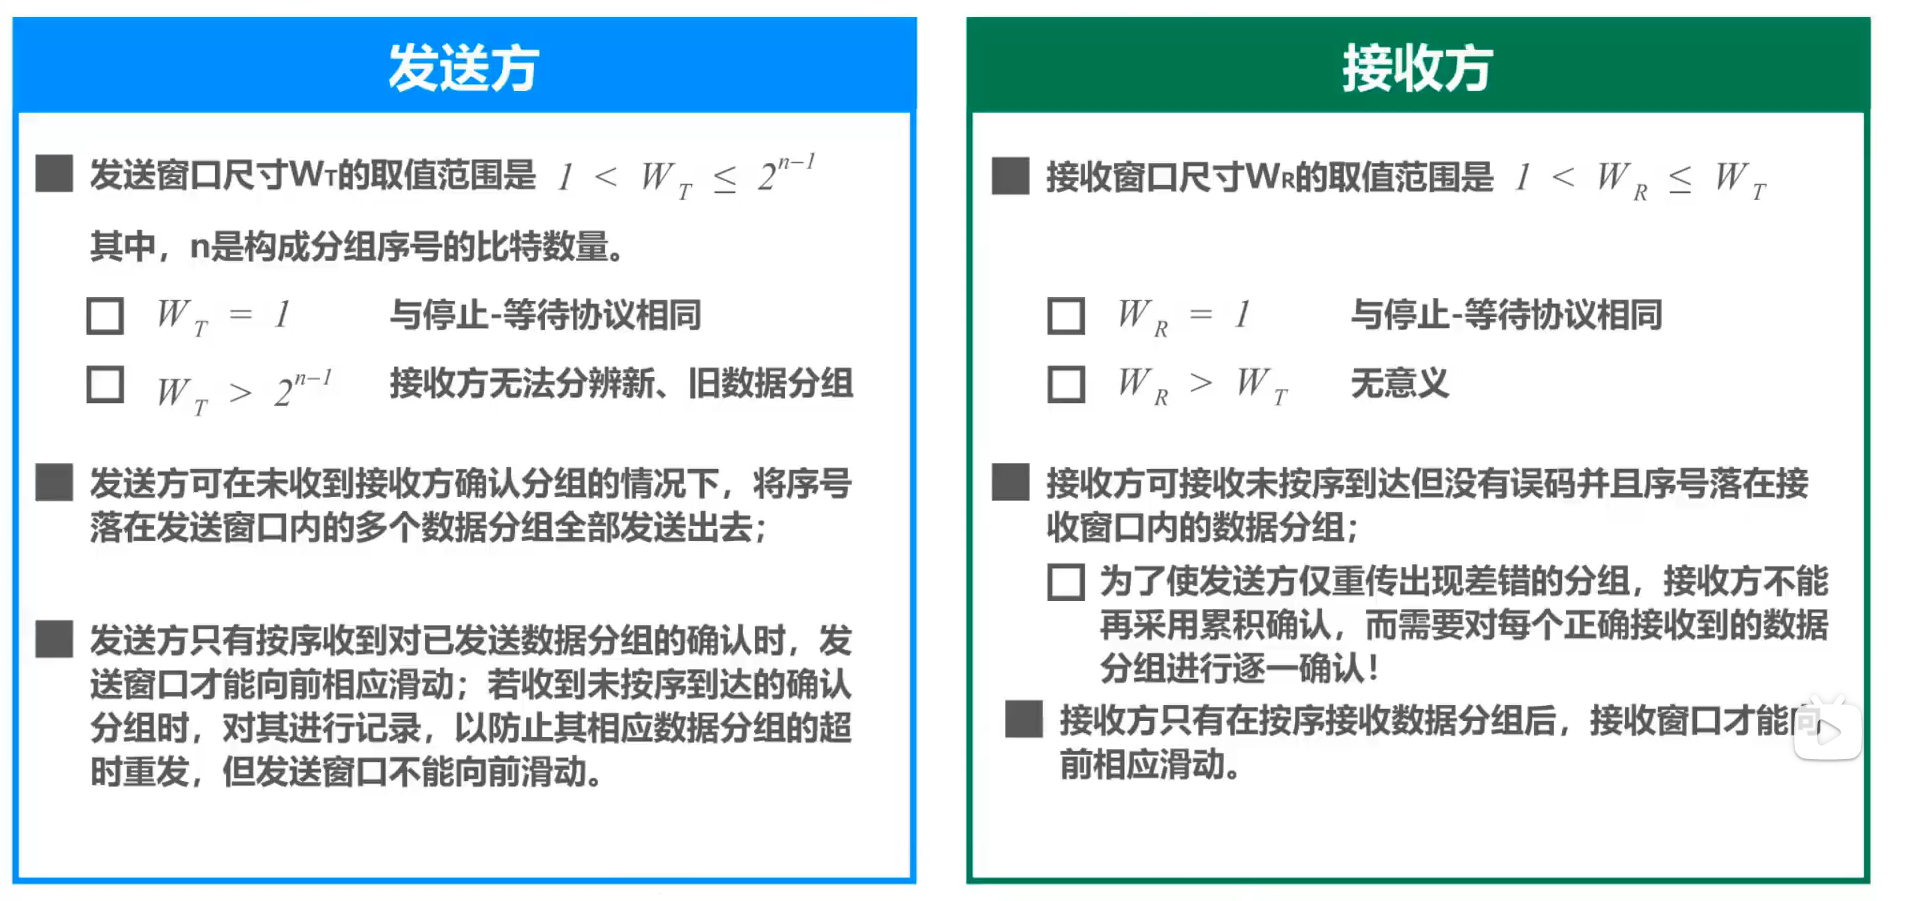 发送方
发送窗口尺寸WT的取值范围是 1 < W_T ≤ 2^{n-1}
其中，n是构成分组序号的比特数量。
W_T = 1 与停止-等待协议相同
W_T > 2^{n-1} 接收方无法分辨新、旧数据分组
发送方可在未收到接收方确认分组的情况下，将序号
落在发送窗口内的多个数据分组全部发送出去；
发送方只有按序收到对已发送数据分组的确认时，发
送窗口才能向前相应滑动；若收到未按序到达的确认
分组时，对其进行记录，以防止其相应数据分组的超
时重发，但发送窗口不能向前滑动。
接收方
接收窗口尺寸WR的取值范围是 1 < W_R ≤ W_T
W_R = 1 与停止-等待协议相同
W_R > W_T 无意义
接收方可接收未按序到达但没有误码并且序号落在接
收窗口内的数据分组；
为了使发送方仅重传出现差错的分组，接收方不能
再采用累积确认，而需要对每个正确接收到的数据
分组进行逐一确认！
接收方只有在按序接收数据分组后，接收窗口才能向
前相应滑动。